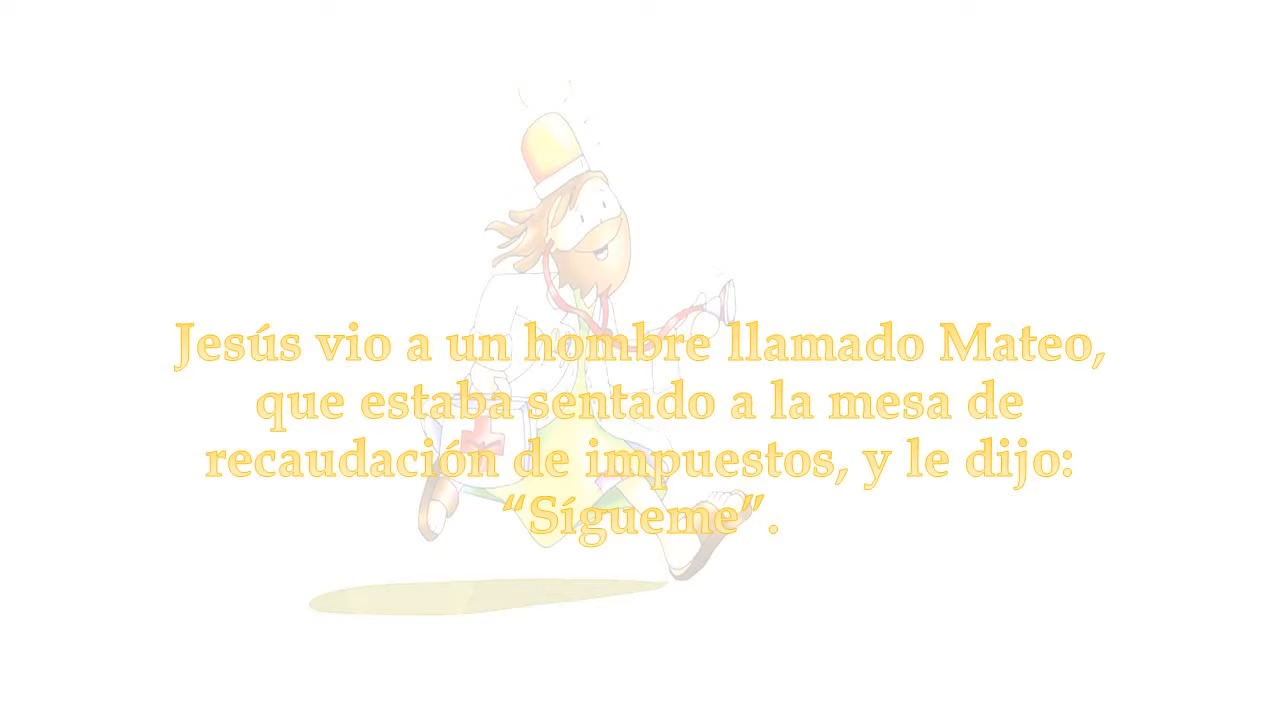 Jesús vio a un hombre llamado Mateo,
que estaba sentado a la mesa de
recaudación de impuestos, y le dijo:
“Sígueme”.